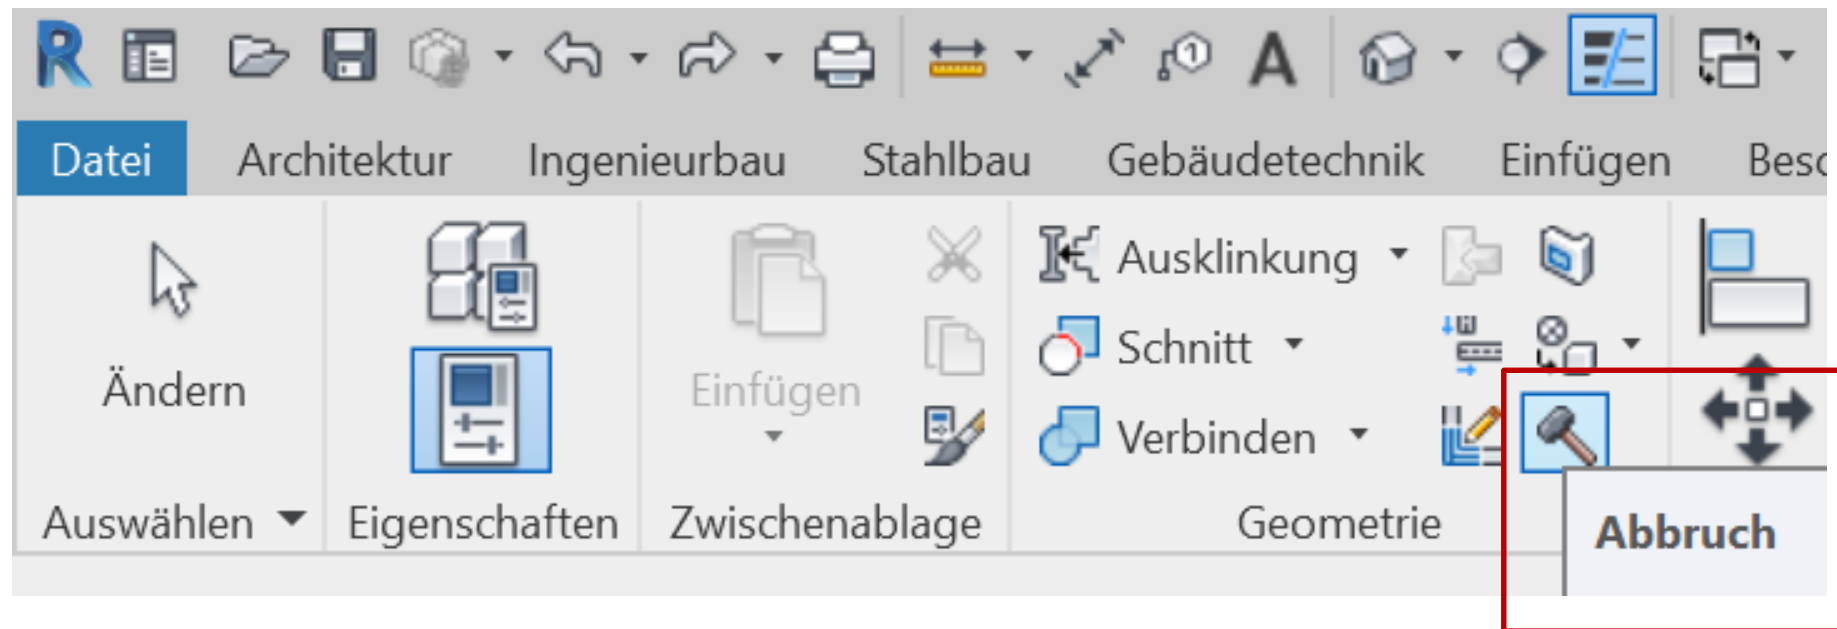 Datei Architektur Ingenieurbau Stahlbau Gebäudetechnik Einfügen
Ausklinkung
Schnitt
Ändern Einfügen
Verbinden
Auswählen Eigenschaften Zwischenablage Geometrie
Abbruch